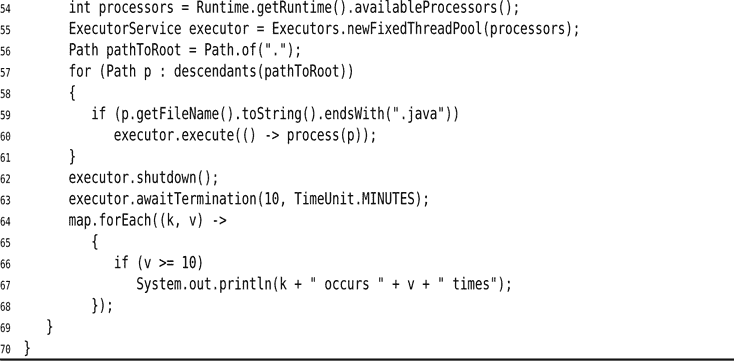 54 int processors = Runtime.getRuntime().availableProcessors();
55 ExecutorService executor = Executors.newFixedThreadPool(processors);
56 Path pathToRoot = Path.of(".");
57 for (Path p : descendants(pathToRoot))
58 {
59 if (p.getFileName().toString().endsWith(".java"))
60 executor.execute(() -> process(p));
61 }
62 executor.shutdown();
63 executor.awaitTermination(10, TimeUnit.MINUTES);
64 map.forEach((k, v) ->
65 {
66 if (v >= 10)
67 System.out.println(k + " occurs " + v + " times");
68 });
69 }
70 }